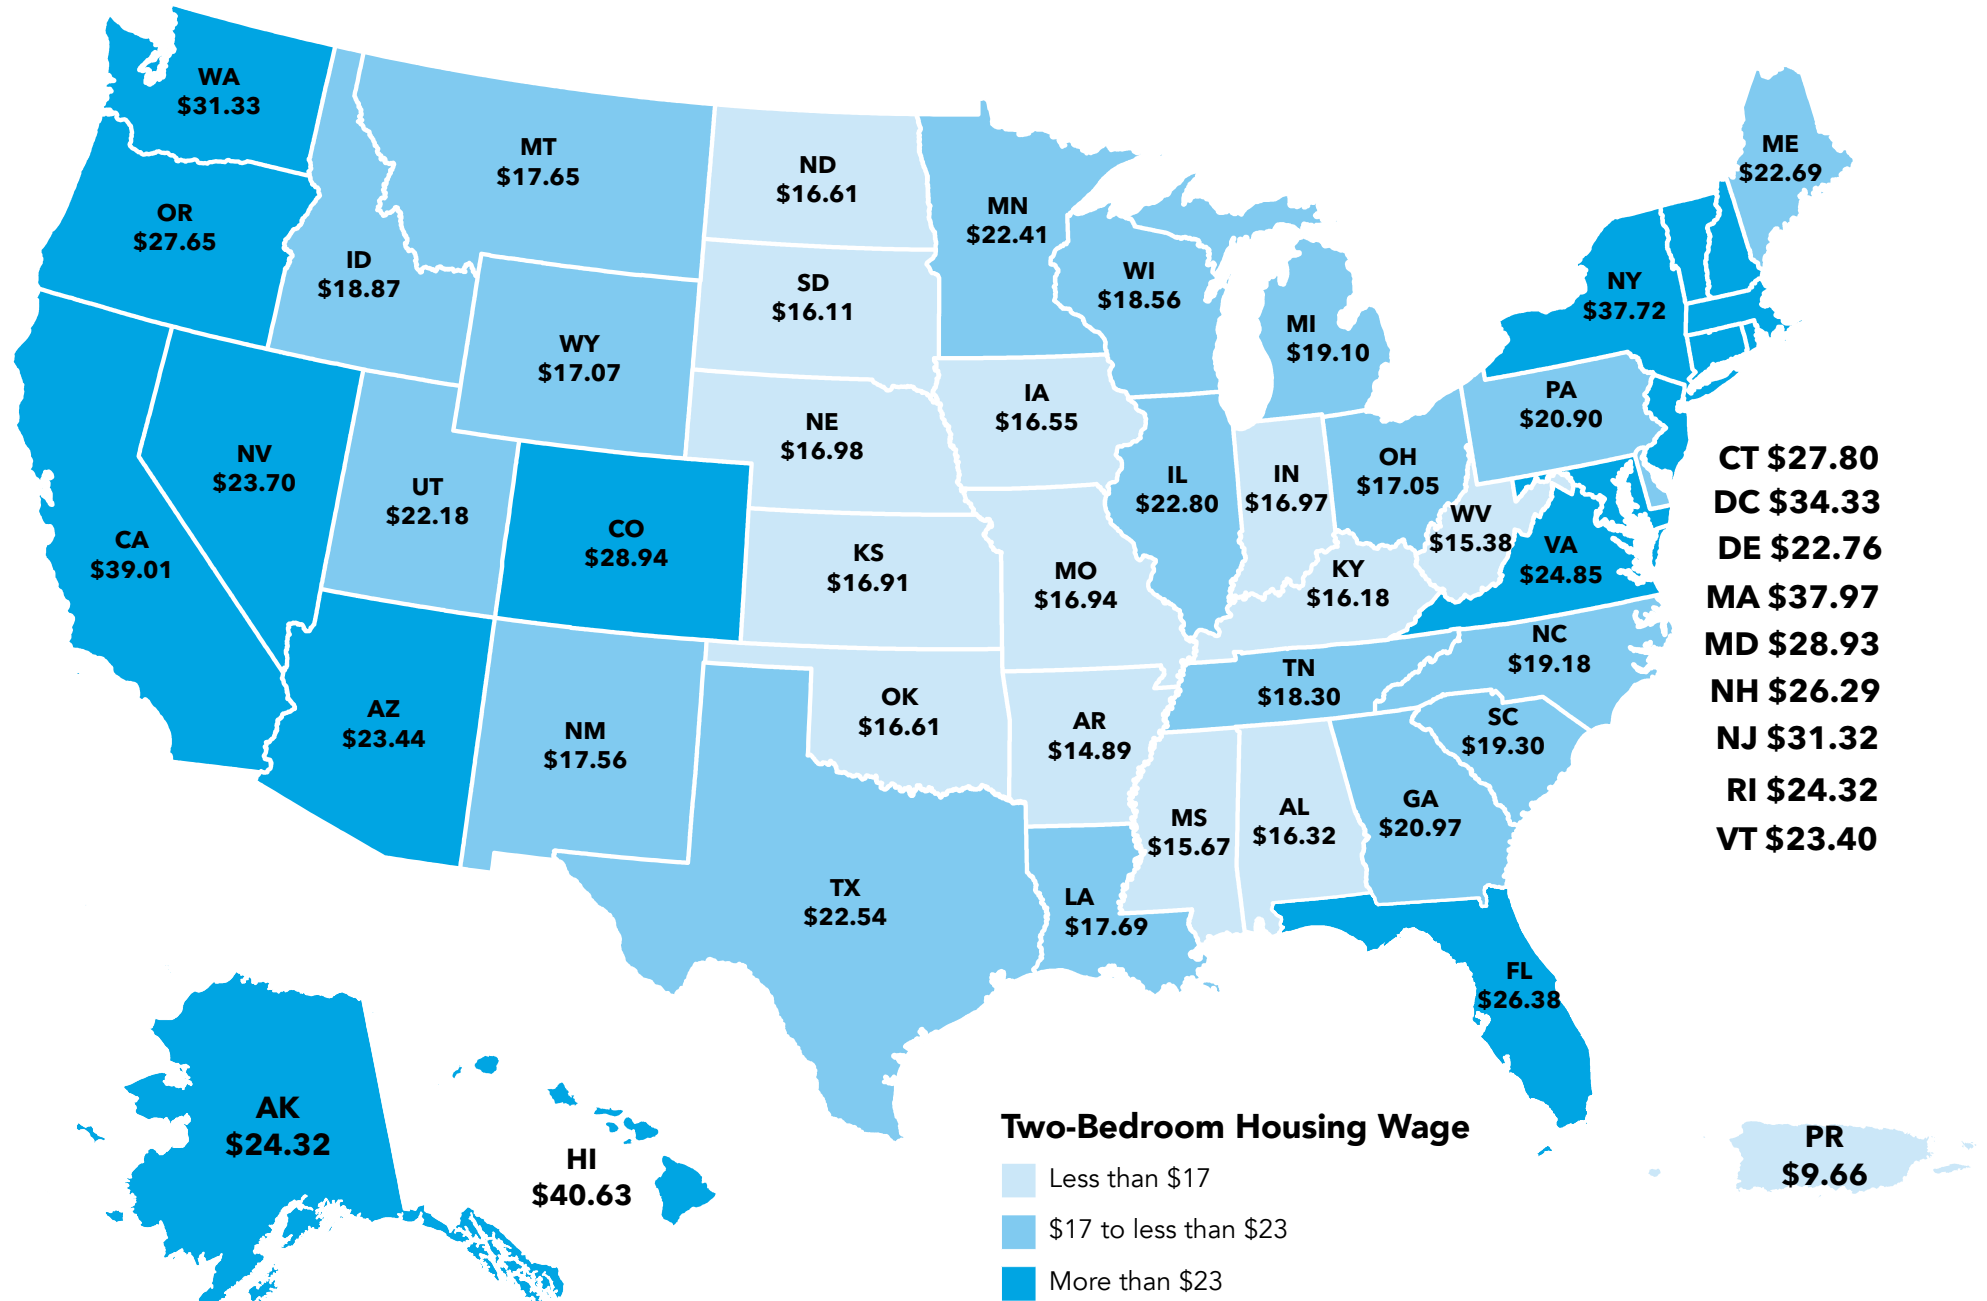 WA
$31.33
MT
$17.65
ND
$16.61
ME
$22.69
OR
$27.65
MN
$22.41
ID
$18.87
SD
$16.11
WI
$18.56
NY
$37.72
MI
$19.10
WY
$17.07
IA
$16.55
PA
$20.90
NE
$16.98
NV
$23.70
UT
$22.18
IL
$22.80
IN
$16.97
OH
$17.05
CO
$28.94
WV
$15.38
VA
$24.85
CA
$39.01
KS
$16.91
MO
$16.94
KY
$16.18
NC
$19.18
TN
$18.30
OK
$16.61
AZ
$23.44
NM
$17.56
AR
$14.89
SC
$19.30
MS
$15.67
AL
$16.32
GA
$20.97
TX
$22.54
LA
$17.69
FL
$26.38
CT $27.80
DC $34.33
DE $22.76
MA $37.97
MD $28.93
NH $26.29
NJ $31.32
RI $24.32
VT $23.40
AK
$24.32
HI
$40.63
PR
$9.66
Two-Bedroom Housing Wage
Less than $17
$17 to less than $23
More than $23